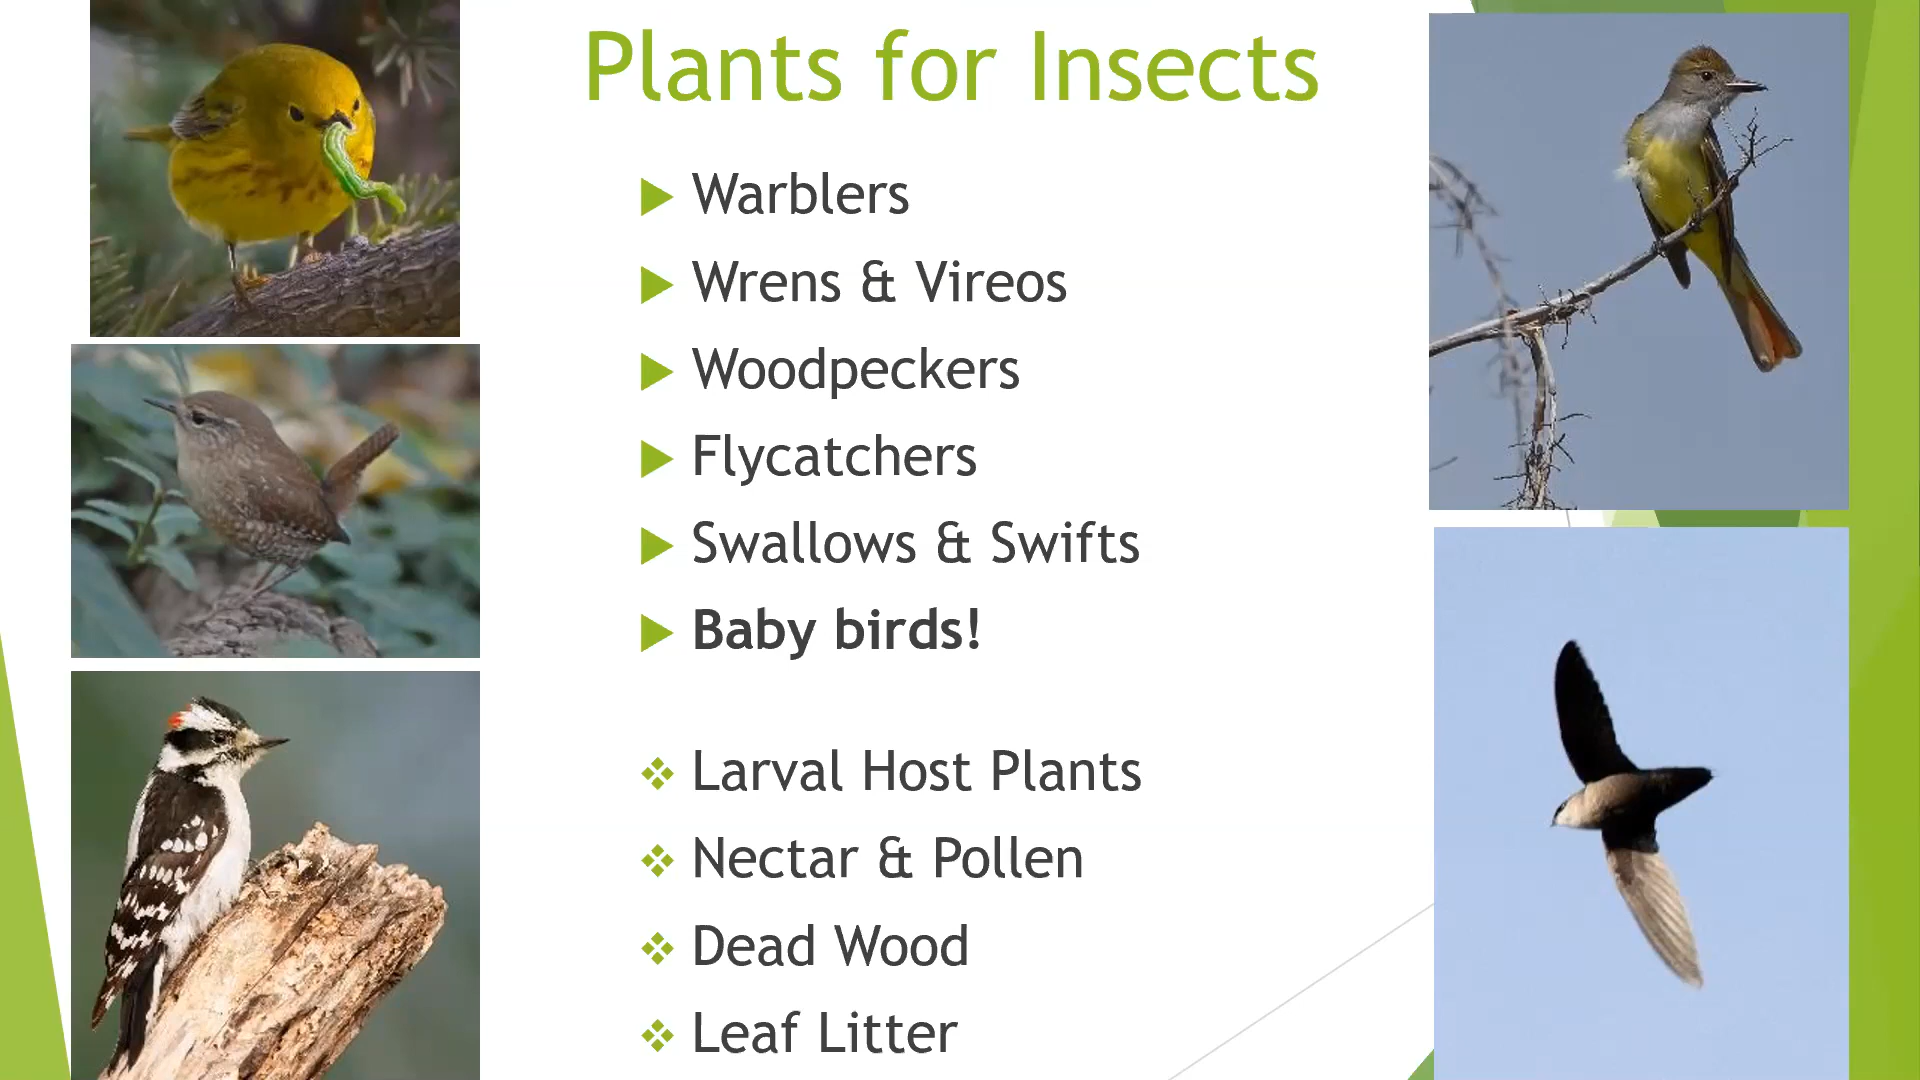 Plants for Insects
Warblers
Wrens & Vireos
Woodpeckers
Flycatchers
Swallows & Swifts
Baby birds!
Larval Host Plants
Nectar & Pollen
Dead Wood
Leaf Litter